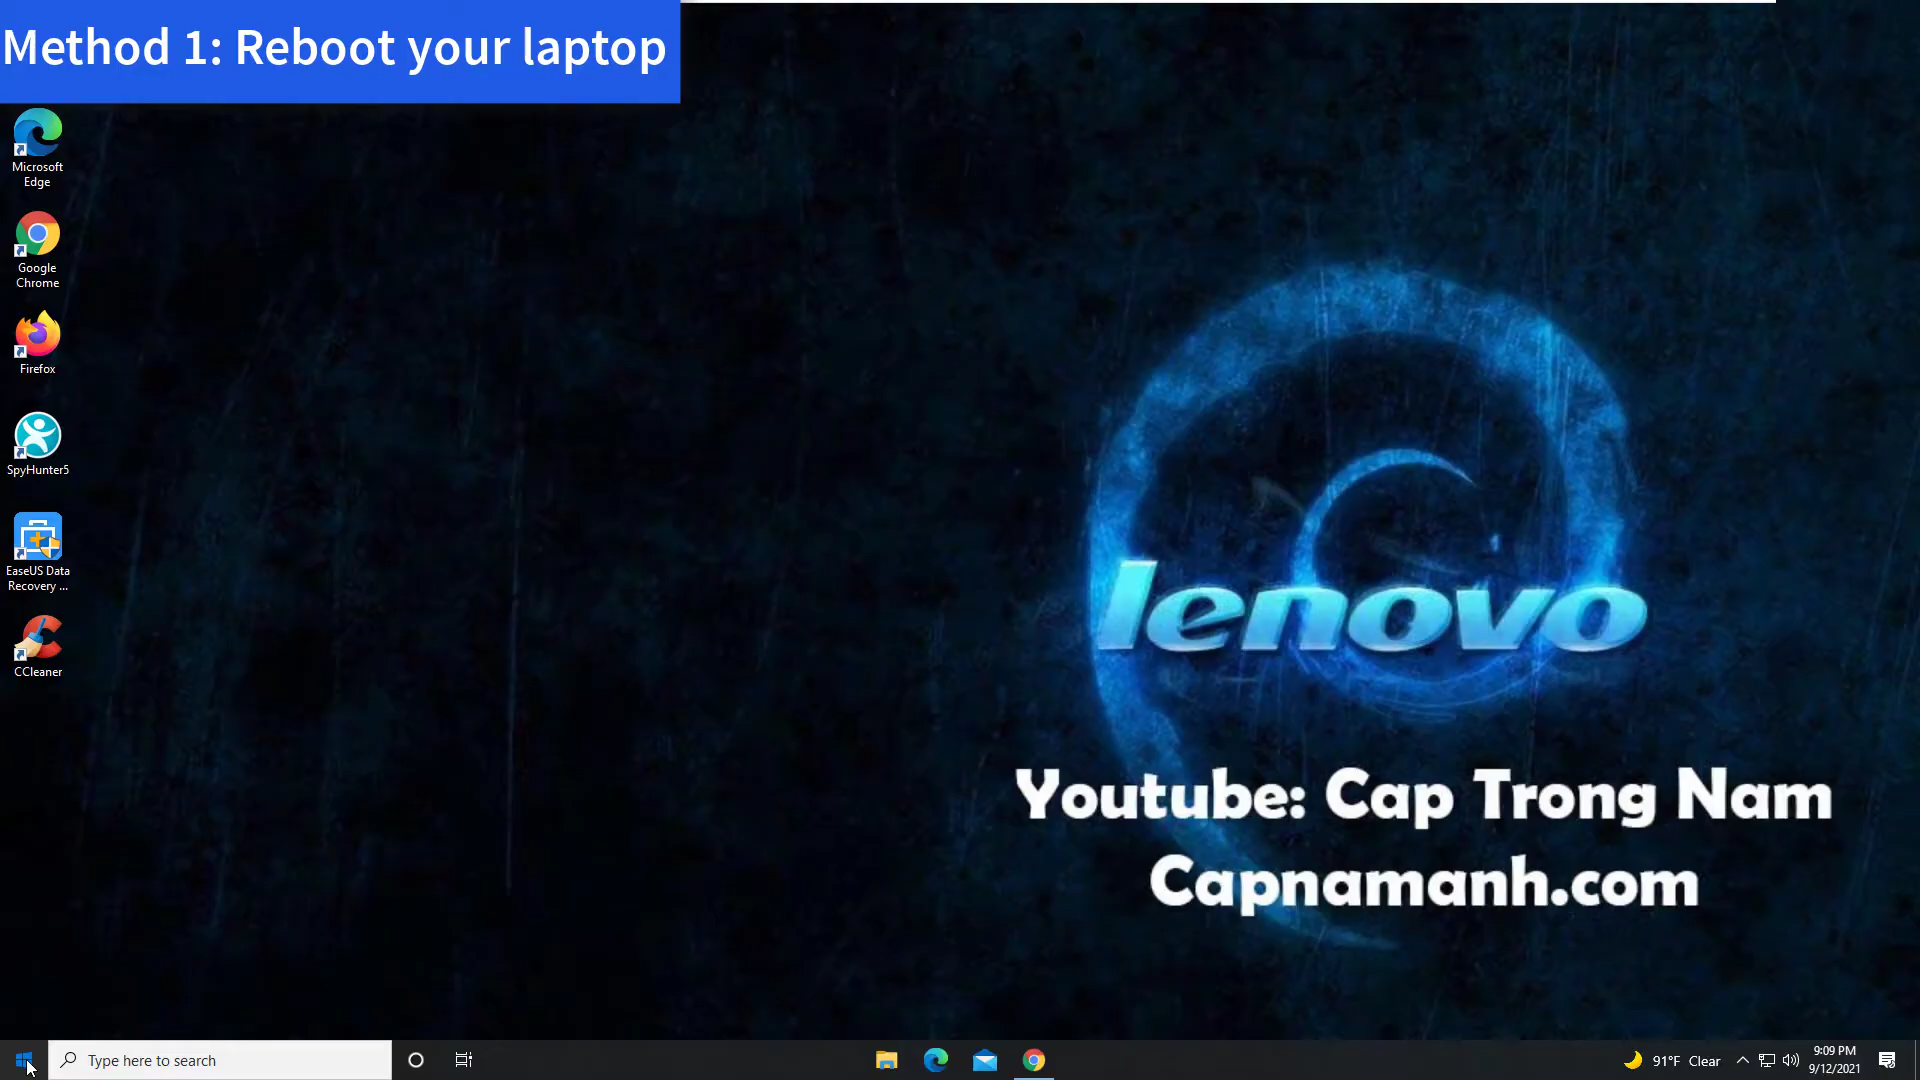 Method 1: Reboot your laptop
Microsoft
Edge
Google
Chrome
Firefox
SpyHunter5
EaseUS Data
Recovery ...
CCleaner
lenovo
Youtube: Cap Trong Nam
Capnamanh.com
Type here to search
91°F Clear
9:09 PM
9/12/2021